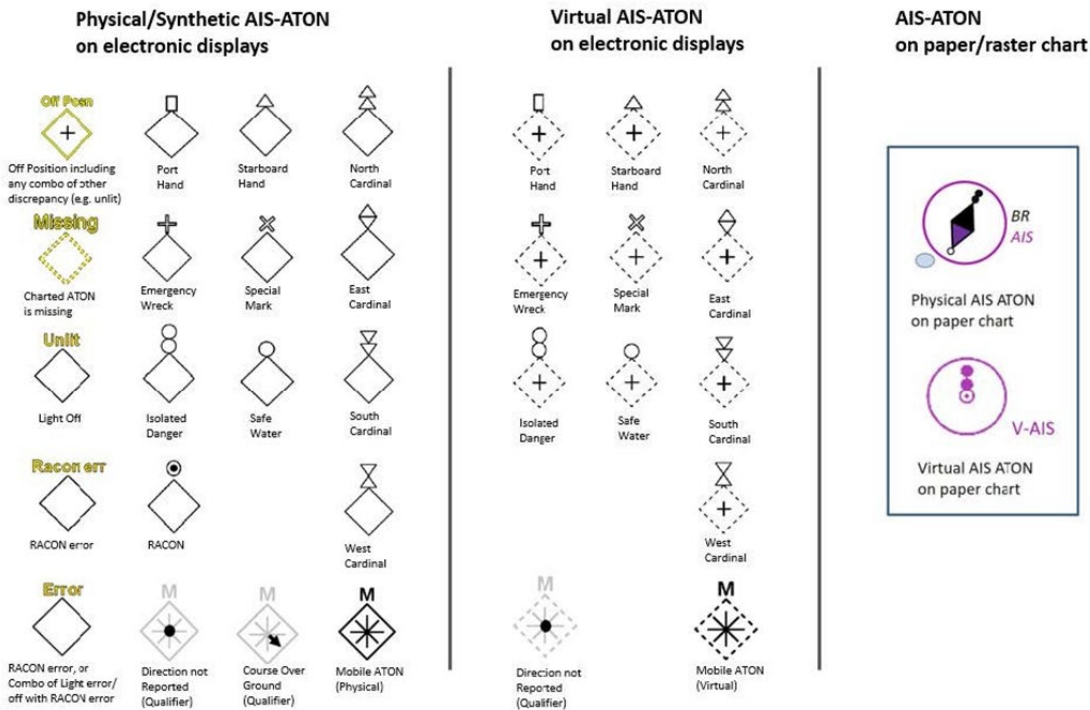 Physical/Synthetic AIS-ATON
on electronic displays
Virtual AIS-ATON
on electronic displays
AIS-ATON
on paper/raster chart
Off Posn
Off Position including
any combo of other
discrepancy (e.g. unlit)
Port
Hand
Starboard
Hand
North
Cardinal
Port
Hand
Starboard
Hand
North
Cardinal
Missing
Charted ATON
is missing
Emergency
Wreck
Special
Mark
East
Cardinal
Emergency
Wreck
Special
Mark
East
Cardinal
BR
AIS
Physical AIS ATON
on paper chart
Unlit
Light Off
Isolated
Danger
Safe
Water
South
Cardinal
Isolated
Danger
Safe
Water
South
Cardinal
V-AIS
Virtual AIS ATON
on paper chart
Racon err
RACON error
RACON
West
Cardinal
West
Cardinal
Error
RACON error, or
Combo of Light error/
off with RACON error
M
Direction not
Reported
(Qualifier)
M
Course Over
Ground
(Qualifier)
M
Mobile ATON
(Physical)
M
Direction not
Reported
(Qualifier)
M
Mobile ATON
(Virtual)